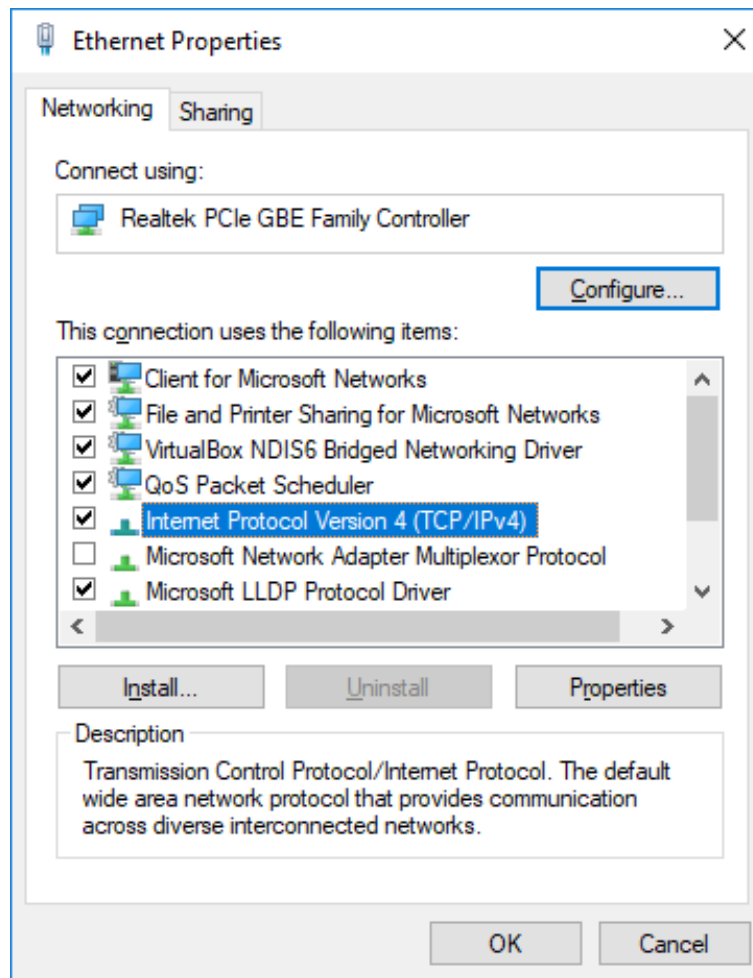 Ethernet Properties
Networking
Sharing
Connect using:
Realtek PCIe GBE Family Controller
Configure...
This connection uses the following items:
Client for Microsoft Networks
File and Printer Sharing for Microsoft Networks
VirtualBox NDIS6 Bridged Networking Driver
QoS Packet Scheduler
Internet Protocol Version 4 (TCP/IPv4)
Microsoft Network Adapter Multiplexor Protocol
Microsoft LLDP Protocol Driver
Install...
Uninstall
Properties
Description
Transmission Control Protocol/Internet Protocol. The default
wide area network protocol that provides communication
across diverse interconnected networks.
OK
Cancel